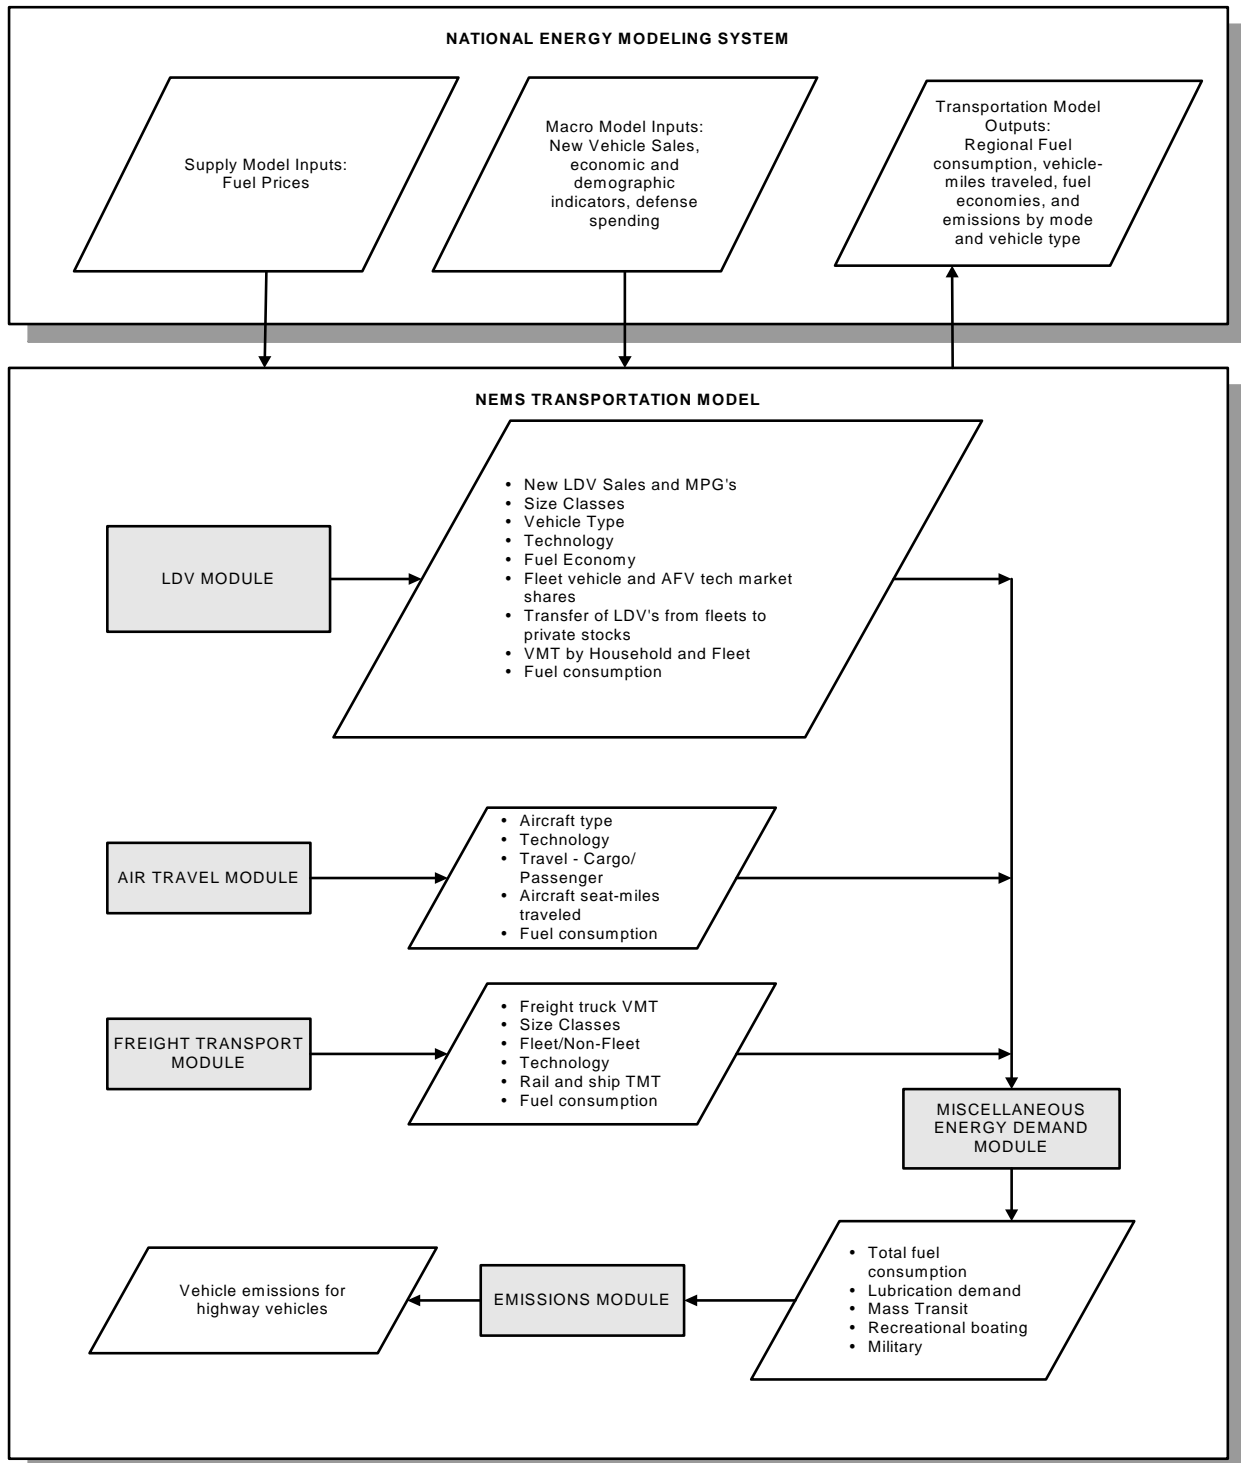 NATIONAL ENERGY MODELING SYSTEM
Supply Model Inputs:
Fuel Prices
Macro Model Inputs:
New Vehicle Sales,
economic and
demographic
indicators, defense
spending
Transportation Model
Outputs:
Regional Fuel
consumption, vehicle-
miles traveled, fuel
economies, and
emissions by mode
and vehicle type
NEMS TRANSPORTATION MODEL
LDV MODULE
• New LDV Sales and MPG's
• Size Classes
• Vehicle Type
• Technology
• Fuel Economy
• Fleet vehicle and AFV tech market
shares
• Transfer of LDV's from fleets to
private stocks
• VMT by Household and Fleet
• Fuel consumption
AIR TRAVEL MODULE
• Aircraft type
• Technology
• Travel - Cargo/
Passenger
• Aircraft seat-miles
traveled
• Fuel consumption
FREIGHT TRANSPORT
MODULE
• Freight truck VMT
• Size Classes
• Fleet/Non-Fleet
• Technology
• Rail and ship TMT
• Fuel consumption
MISCELLANEOUS
ENERGY DEMAND
MODULE
• Total fuel
consumption
• Lubrication demand
• Mass Transit
• Recreational boating
• Military
EMISSIONS MODULE
Vehicle emissions for
highway vehicles